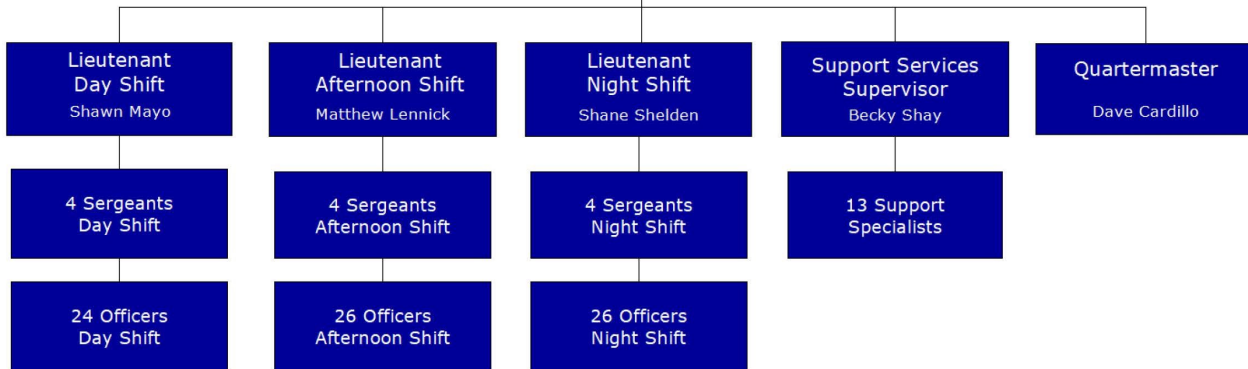 Lieutenant
Day Shift
Shawn Mayo
Lieutenant
Afternoon Shift
Matthew Lennick
Lieutenant
Night Shift
Shane Shelden
Support Services
Supervisor
Becky Shay
Quartermaster
Dave Cardillo
4 Sergeants
Day Shift
4 Sergeants
Afternoon Shift
4 Sergeants
Night Shift
13 Support
Specialists
24 Officers
Day Shift
26 Officers
Afternoon Shift
26 Officers
Night Shift